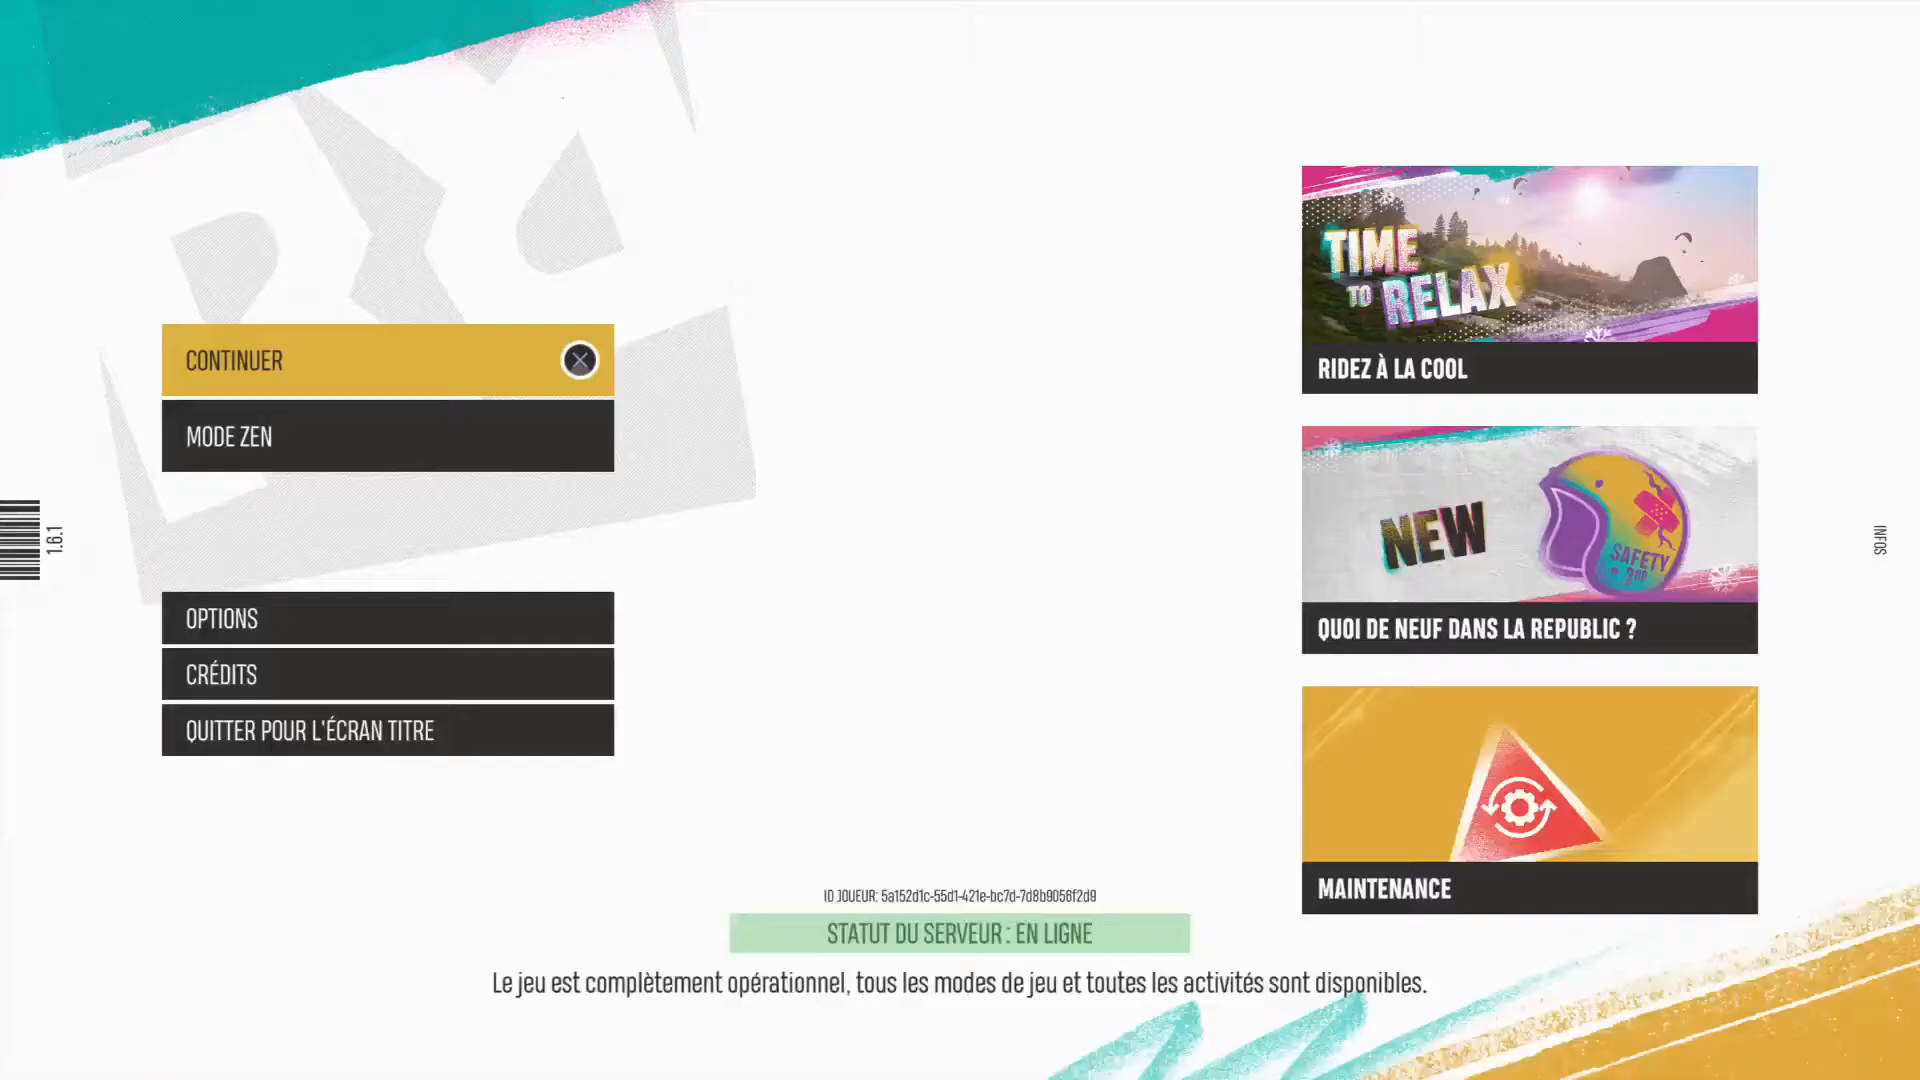 CONTINUER
MODE ZEN
OPTIONS
CRÉDITS
QUITTER POUR L'ÉCRAN TITRE
1.6.1
TIME
TO RELAX
RIDEZ À LA COOL
NEW
SAFETY
2ND
QUOI DE NEUF DANS LA REPUBLIC ?
MAINTENANCE
INFOS
ID JOUEUR: 5a152d1c-55d1-421e-bc7d-7d8b9056f2d9
STATUT DU SERVEUR : EN LIGNE
Le jeu est complètement opérationnel, tous les modes de jeu et toutes les activités sont disponibles.